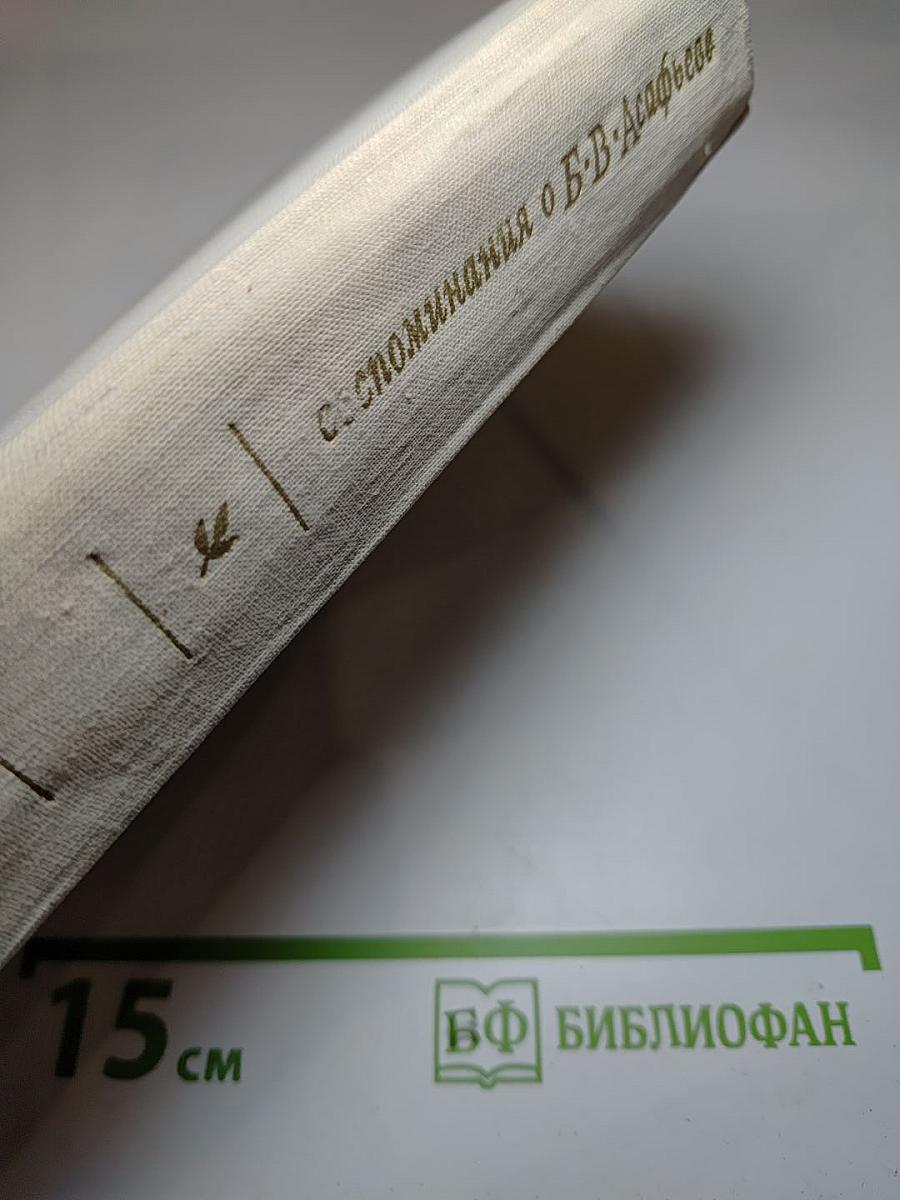 воспоминания о Б·В·Асафьеве
15 см
БФ БИБЛИОФАН